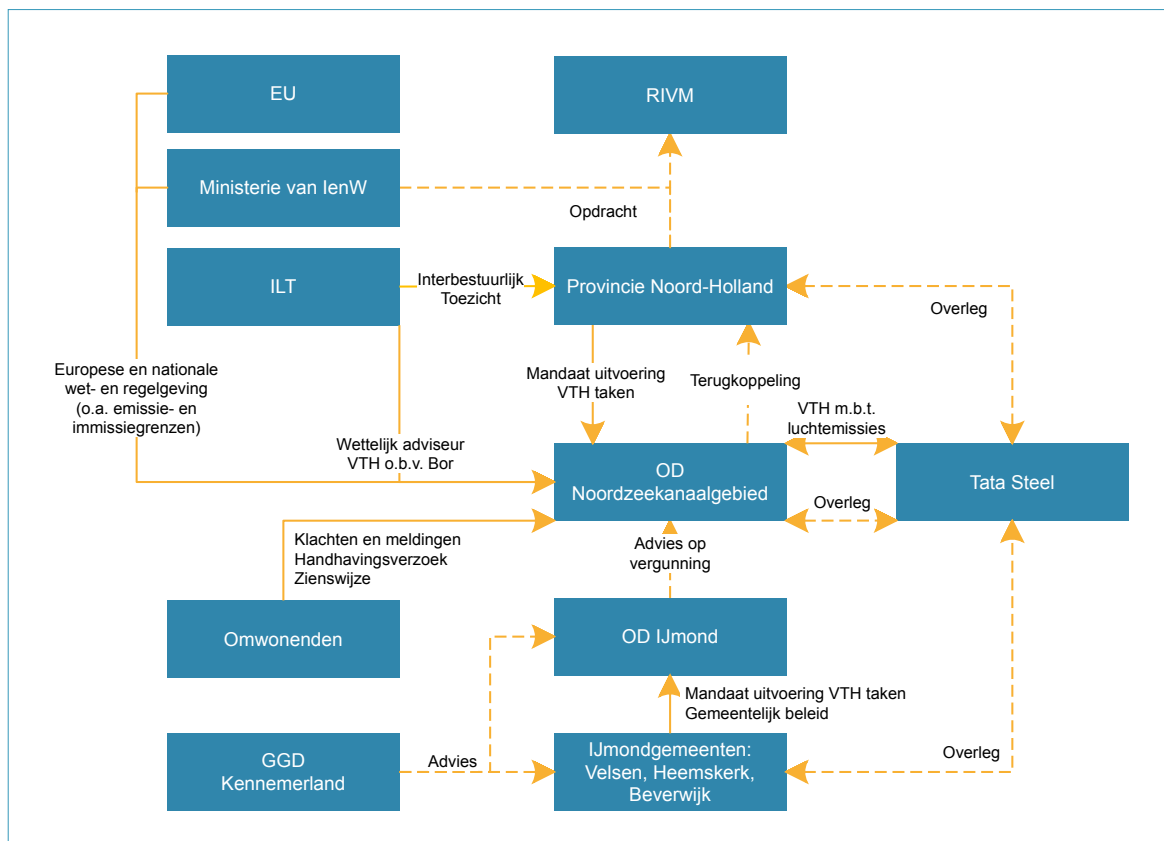 EU
RIVM
Ministerie van IenW
Opdracht
ILT
Interbestuurlijk
Toezicht
Provincie Noord-Holland
Overleg
Europese en nationale
wet- en regelgeving
(o.a. emissie- en
immissiegrenzen)
Mandaat uitvoering
VTH taken
Terugkoppeling
VTH m.b.t.
luchtemissies
Wettelijk adviseur
VTH o.b.v. Bor
OD
Noordzeekanaalgebied
Overleg
Tata Steel
Klachten en meldingen
Handhavingsverzoek
Zienswijze
Advies op
vergunning
Omwonenden
OD IJmond
Mandaat uitvoering VTH taken
Gemeentelijk beleid
GGD
Kennemerland
Advies
IJmondgemeenten:
Velsen, Heemskerk,
Beverwijk
Overleg